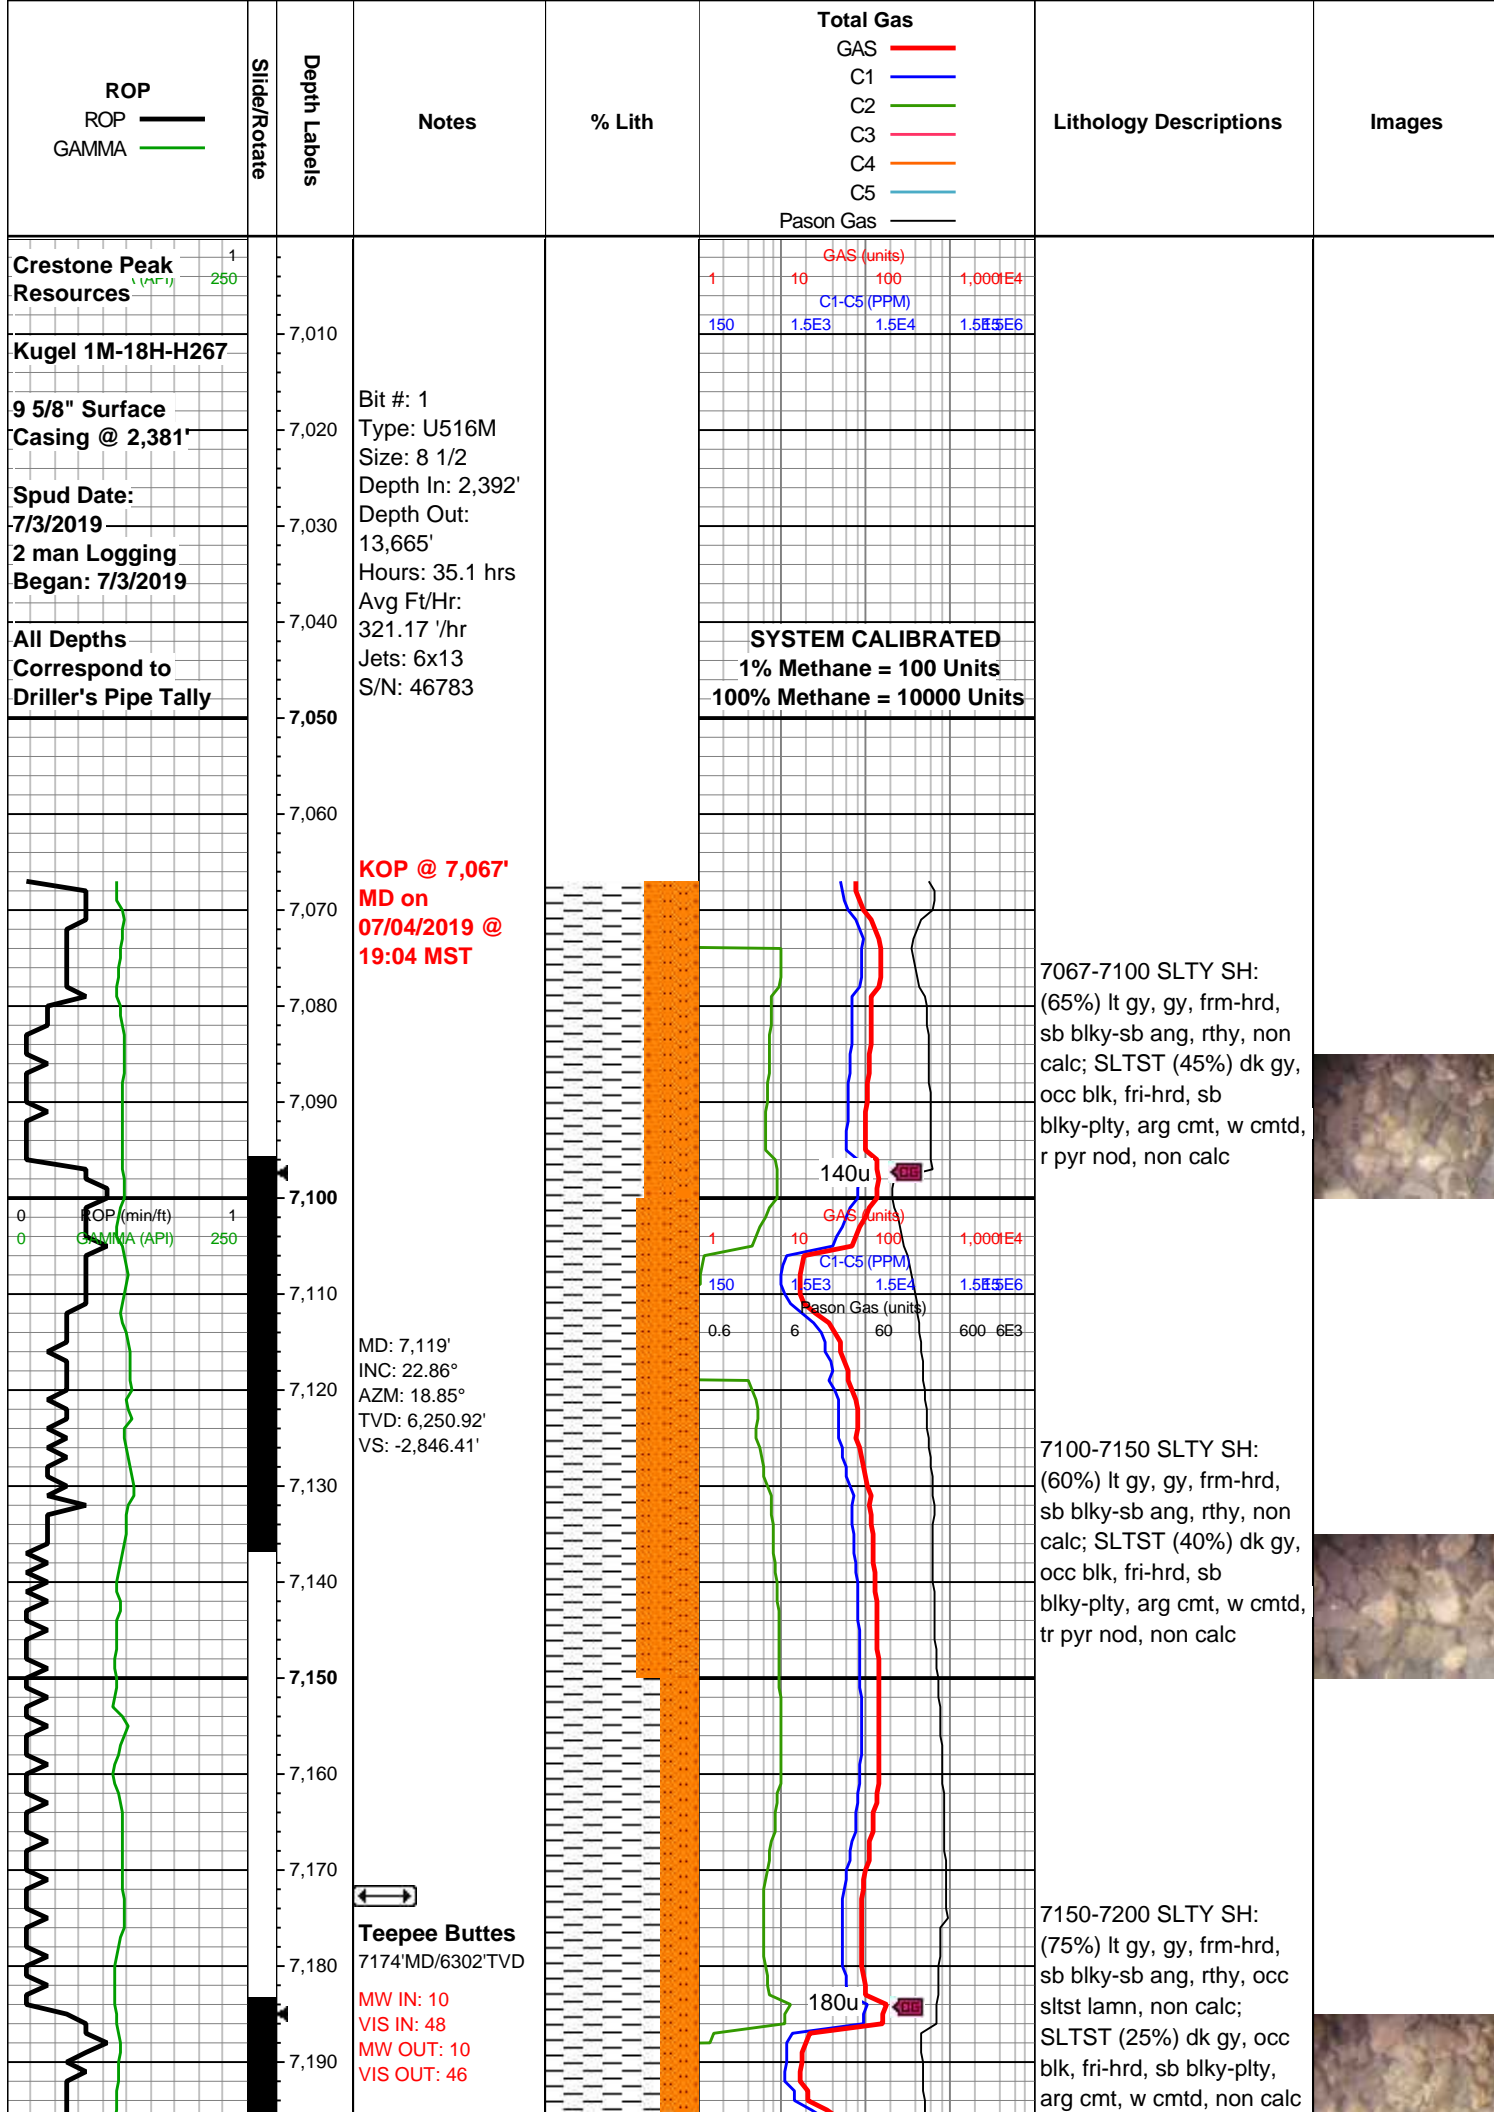 ROP
ROP
GAMMA
Slide/Rotate
Depth Labels
Notes
% Lith
Total Gas
GAS
C1
C2
C3
C4
C5
Pason Gas
Lithology Descriptions
Images
1
(API) 250
Crestone Peak
Resources
Kugel 1M-18H-H267
9 5/8" Surface
Casing @ 2,381'
Spud Date:
7/3/2019
2 man Logging
Began: 7/3/2019
All Depths
Correspond to
Driller's Pipe Tally
0 ROP (min/ft) 1
0 GAMMA (API) 250
7,010
7,020
7,030
7,040
7,050
7,060
7,070
7,080
7,090
7,100
7,110
7,120
7,130
7,140
7,150
7,160
7,170
7,180
7,190
Bit #: 1
Type: U516M
Size: 8 1/2
Depth In: 2,392'
Depth Out:
13,665'
Hours: 35.1 hrs
Avg Ft/Hr:
321.17 '/hr
Jets: 6x13
S/N: 46783
KOP @ 7,067'
MD on
07/04/2019 @
19:04 MST
MD: 7,119'
INC: 22.86°
AZM: 18.85°
TVD: 6,250.92'
VS: -2,846.41'
Teepee Buttes
7174'MD/6302'TVD
MW IN: 10
VIS IN: 48
MW OUT: 10
VIS OUT: 46
GAS (units)
1 10 100 1,000 1E4
C1-C5 (PPM)
150 1.5E3 1.5E4 1.5E5 1.5E6
SYSTEM CALIBRATED
1% Methane = 100 Units
100% Methane = 10000 Units
140u CG
GAS (units)
1 10 100 1,000 1E4
C1-C5 (PPM)
150 1.5E3 1.5E4 1.5E5 1.5E6
Pason Gas (units)
0.6 6 60 600 6E3
180u CG
7067-7100 SLTY SH:
(65%) lt gy, gy, frm-hrd,
sb blky-sb ang, rthy, non
calc; SLTST (45%) dk gy,
occ blk, fri-hrd, sb
blky-plty, arg cmt, w cmtd,
r pyr nod, non calc
7100-7150 SLTY SH:
(60%) lt gy, gy, frm-hrd,
sb blky-sb ang, rthy, non
calc; SLTST (40%) dk gy,
occ blk, fri-hrd, sb
blky-plty, arg cmt, w cmtd,
tr pyr nod, non calc
7150-7200 SLTY SH:
(75%) lt gy, gy, frm-hrd,
sb blky-sb ang, rthy, occ
sltst lamn, non calc;
SLTST (25%) dk gy, occ
blk, fri-hrd, sb blky-plty,
arg cmt, w cmtd, non calc